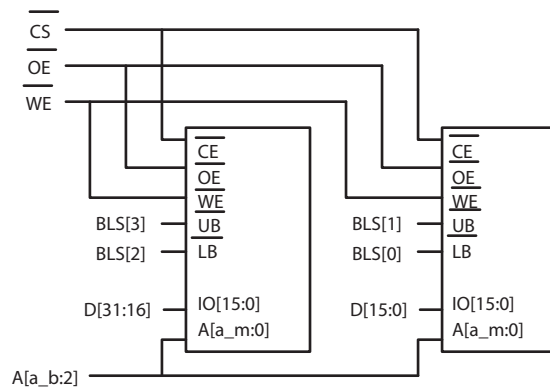 CS
OE
WE
CE
OE
WE
BLS[3] UB
BLS[2] LB
D[31:16] IO[15:0]
A[a_m:0]
CE
OE
WE
BLS[1] UB
BLS[0] LB
D[15:0] IO[15:0]
A[a_m:0]
A[a_b:2]